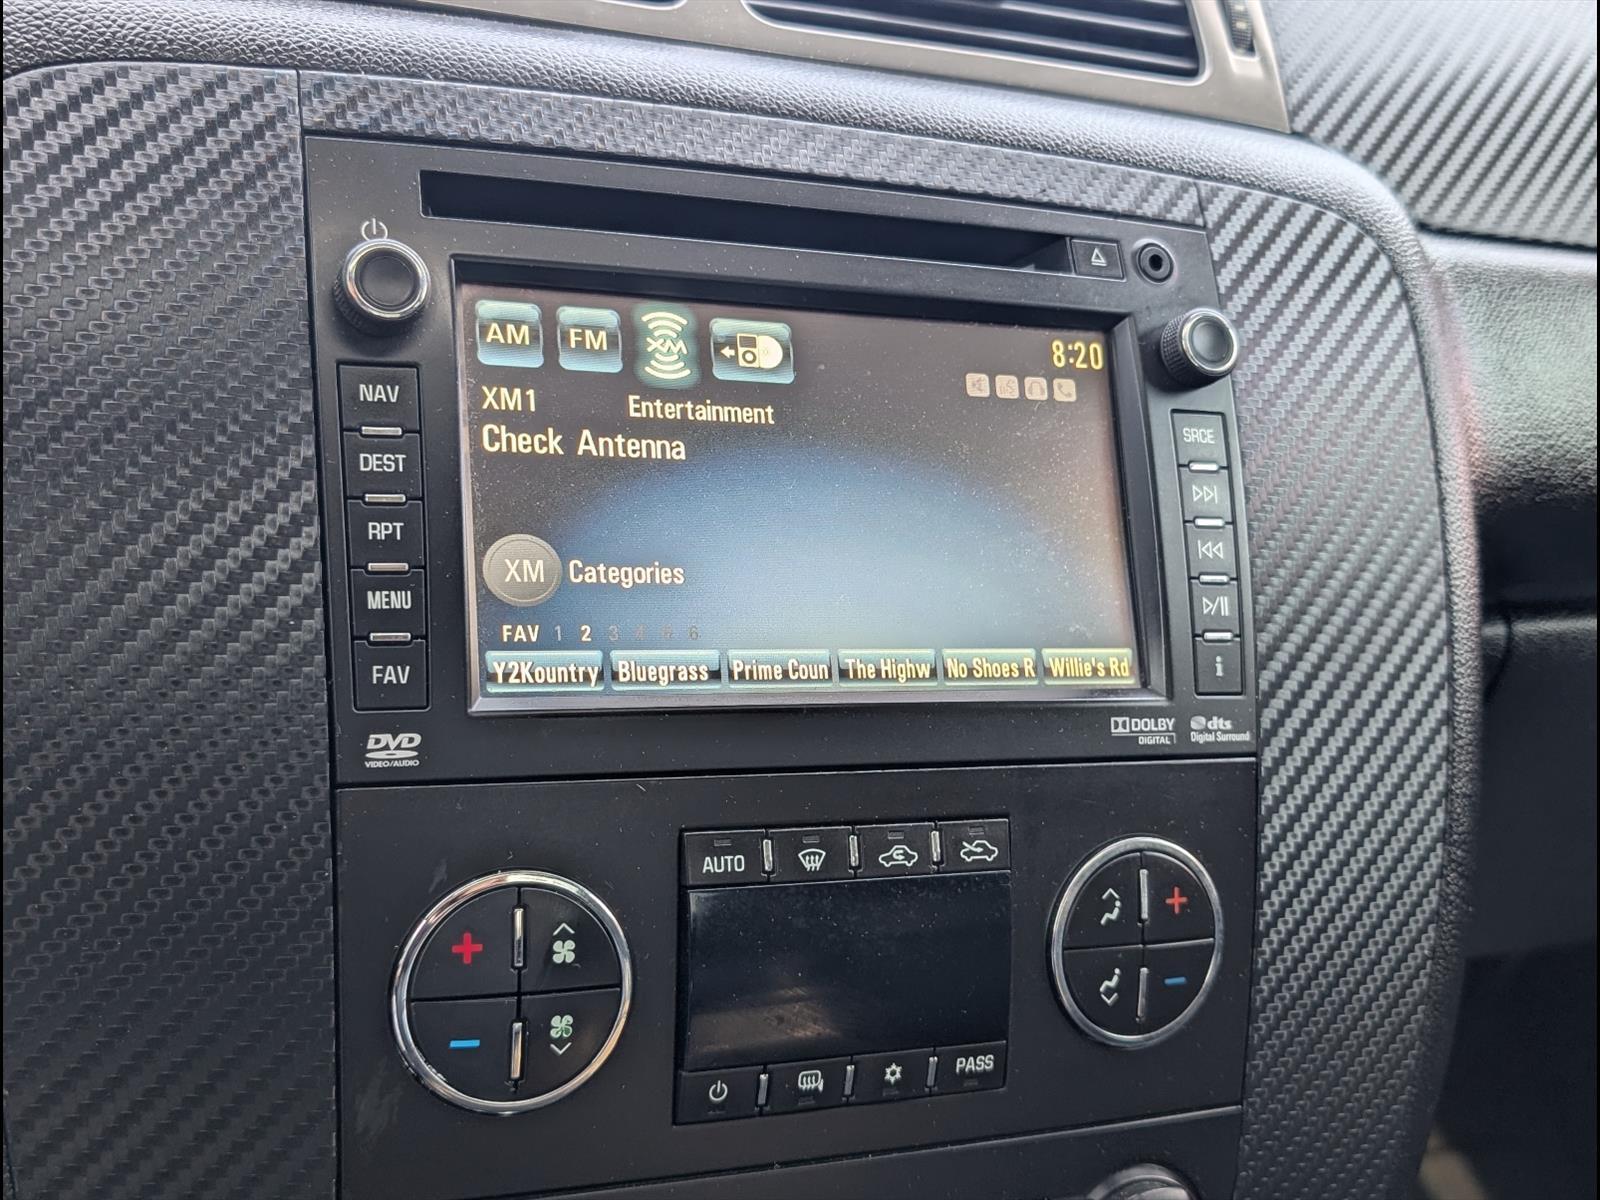 AM FM XM
8:20
XM1
Entertainment
Check Antenna
XM Categories
FAV 1 2 3 4 5 6
Y2Kountry Bluegrass Prime Coun The Highw No Shoes R Willie's Rd
NAV
DEST
RPT
MENU
FAV
SRCE
i
DVD
VIDEO/AUDIO
DOLBY
DIGITAL
dts
Digital Surround
AUTO
PASS